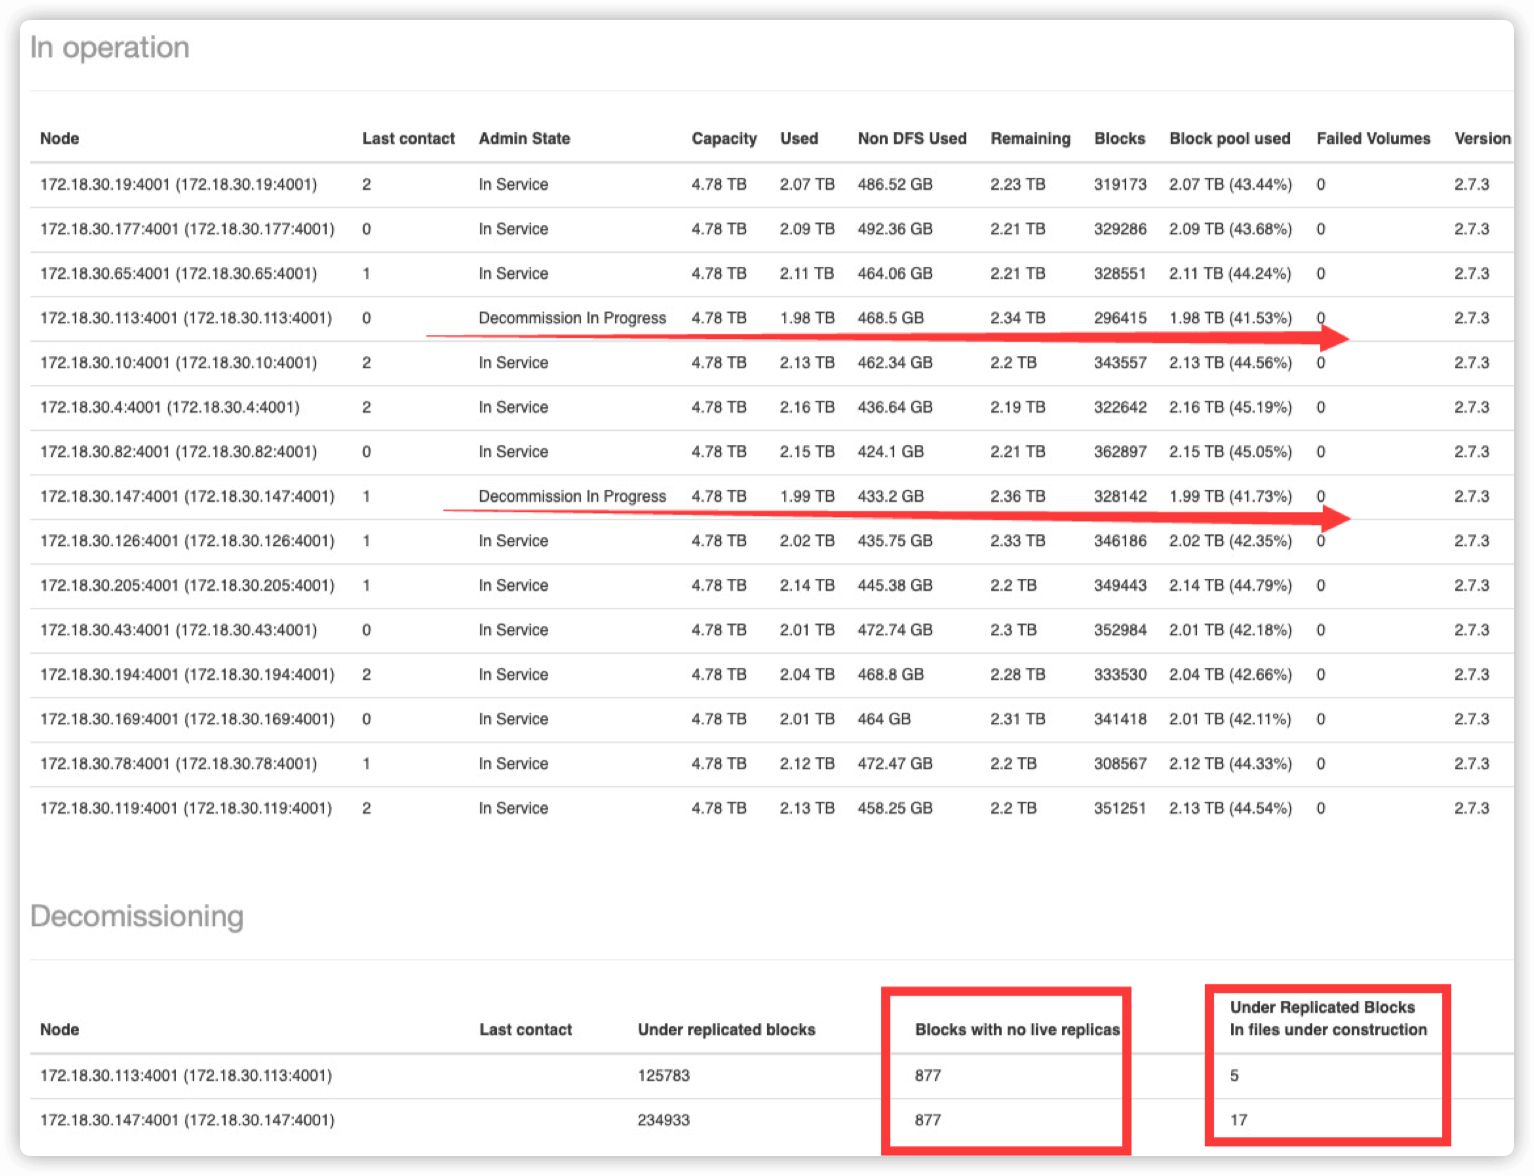 In operation
Node Last contact Admin State Capacity Used Non DFS Used Remaining Blocks Block pool used Failed Volumes Version
172.18.30.19:4001 (172.18.30.19:4001) 2 In Service 4.78 TB 2.07 TB 486.52 GB 2.23 TB 319173 2.07 TB (43.44%) 0 2.7.3
172.18.30.177:4001 (172.18.30.177:4001) 0 In Service 4.78 TB 2.09 TB 492.36 GB 2.21 TB 329286 2.09 TB (43.68%) 0 2.7.3
172.18.30.65:4001 (172.18.30.65:4001) 1 In Service 4.78 TB 2.11 TB 464.06 GB 2.21 TB 328551 2.11 TB (44.24%) 0 2.7.3
172.18.30.113:4001 (172.18.30.113:4001) 0 Decommission In Progress 4.78 TB 1.98 TB 468.5 GB 2.34 TB 296415 1.98 TB (41.53%) 0 2.7.3
172.18.30.10:4001 (172.18.30.10:4001) 2 In Service 4.78 TB 2.13 TB 462.34 GB 2.2 TB 343557 2.13 TB (44.56%) 0 2.7.3
172.18.30.4:4001 (172.18.30.4:4001) 2 In Service 4.78 TB 2.16 TB 436.64 GB 2.19 TB 322642 2.16 TB (45.19%) 0 2.7.3
172.18.30.82:4001 (172.18.30.82:4001) 0 In Service 4.78 TB 2.15 TB 424.1 GB 2.21 TB 362897 2.15 TB (45.05%) 0 2.7.3
172.18.30.147:4001 (172.18.30.147:4001) 1 Decommission In Progress 4.78 TB 1.99 TB 433.2 GB 2.36 TB 328142 1.99 TB (41.73%) 0 2.7.3
172.18.30.126:4001 (172.18.30.126:4001) 1 In Service 4.78 TB 2.02 TB 435.75 GB 2.33 TB 346186 2.02 TB (42.35%) 0 2.7.3
172.18.30.205:4001 (172.18.30.205:4001) 1 In Service 4.78 TB 2.14 TB 445.38 GB 2.2 TB 349443 2.14 TB (44.79%) 0 2.7.3
172.18.30.43:4001 (172.18.30.43:4001) 0 In Service 4.78 TB 2.01 TB 472.74 GB 2.3 TB 352984 2.01 TB (42.18%) 0 2.7.3
172.18.30.194:4001 (172.18.30.194:4001) 2 In Service 4.78 TB 2.04 TB 468.8 GB 2.28 TB 333530 2.04 TB (42.66%) 0 2.7.3
172.18.30.169:4001 (172.18.30.169:4001) 0 In Service 4.78 TB 2.01 TB 464 GB 2.31 TB 341418 2.01 TB (42.11%) 0 2.7.3
172.18.30.78:4001 (172.18.30.78:4001) 1 In Service 4.78 TB 2.12 TB 472.47 GB 2.2 TB 308567 2.12 TB (44.33%) 0 2.7.3
172.18.30.119:4001 (172.18.30.119:4001) 2 In Service 4.78 TB 2.13 TB 458.25 GB 2.2 TB 351251 2.13 TB (44.54%) 0 2.7.3
Decomissioning
Under Replicated Blocks
Node Last contact Under replicated blocks Blocks with no live replicas In files under construction
172.18.30.113:4001 (172.18.30.113:4001) 125783 877 5
172.18.30.147:4001 (172.18.30.147:4001) 234933 877 17